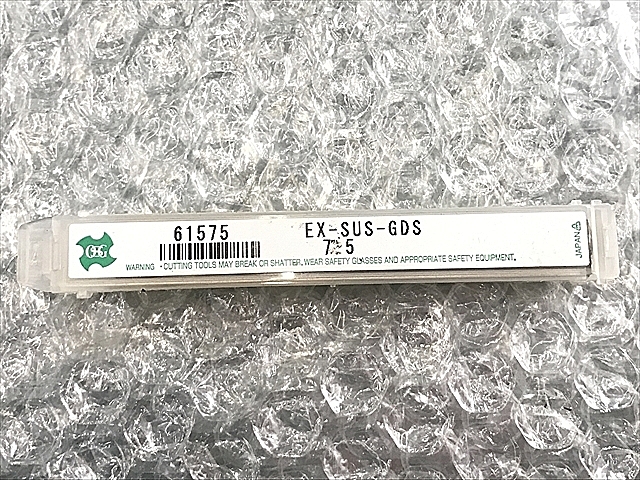 OSG
61575 EX-SUS-GDS
7.5
WARNING • CUTTING TOOLS MAY BREAK OR SHATTER. WEAR SAFETY GLASSES AND APPROPRIATE SAFETY EQUIPMENT.
JAPAN